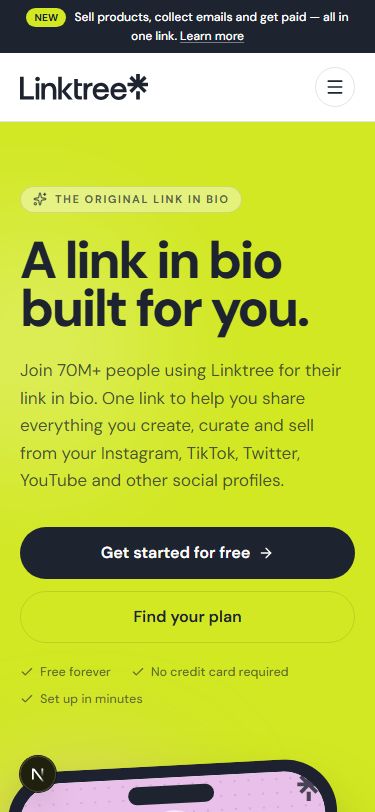 NEW Sell products, collect emails and get paid — all in
one link. Learn more
Linktree
THE ORIGINAL LINK IN BIO
A link in bio
built for you.
Join 70M+ people using Linktree for their
link in bio. One link to help you share
everything you create, curate and sell
from your Instagram, TikTok, Twitter,
YouTube and other social profiles.
Get started for free →
Find your plan
Free forever No credit card required
Set up in minutes
N